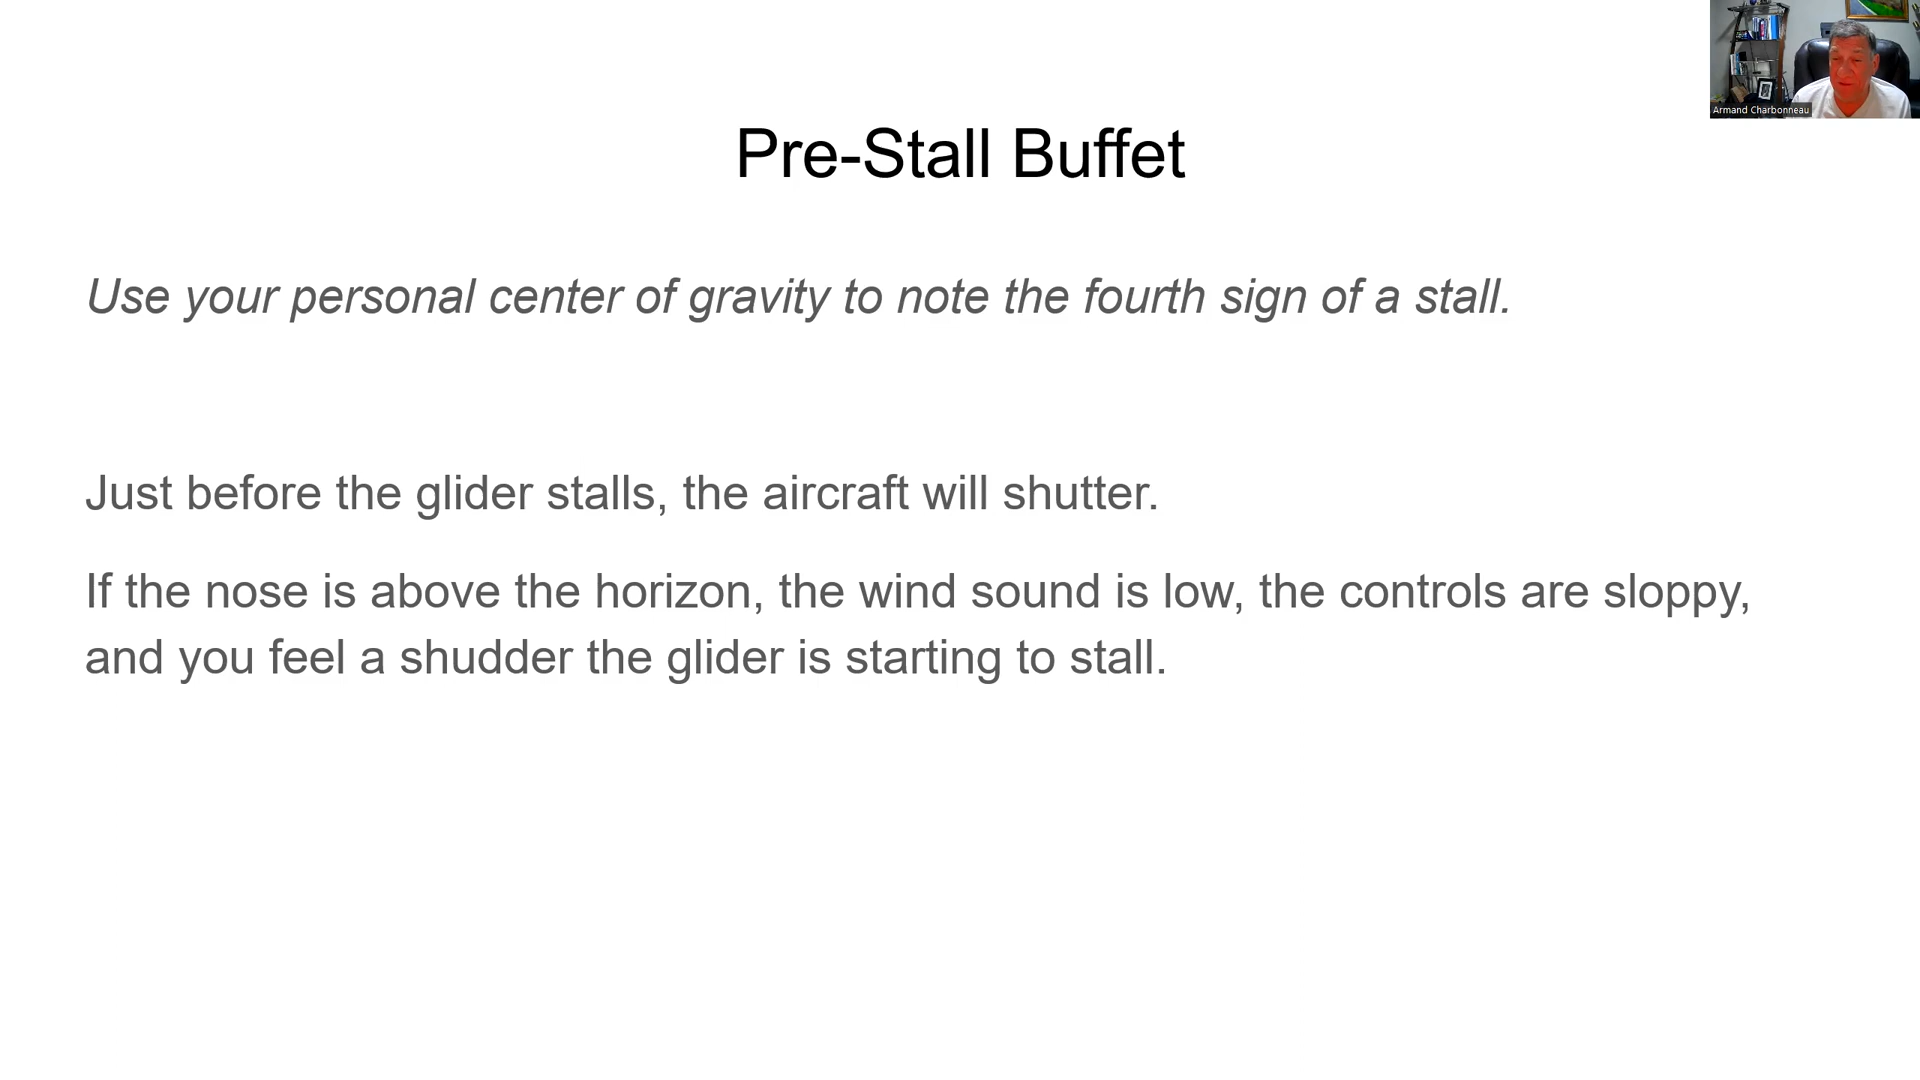 Armand Charbonneau
Pre-Stall Buffet
Use your personal center of gravity to note the fourth sign of a stall.
Just before the glider stalls, the aircraft will shutter.
If the nose is above the horizon, the wind sound is low, the controls are sloppy,
and you feel a shudder the glider is starting to stall.